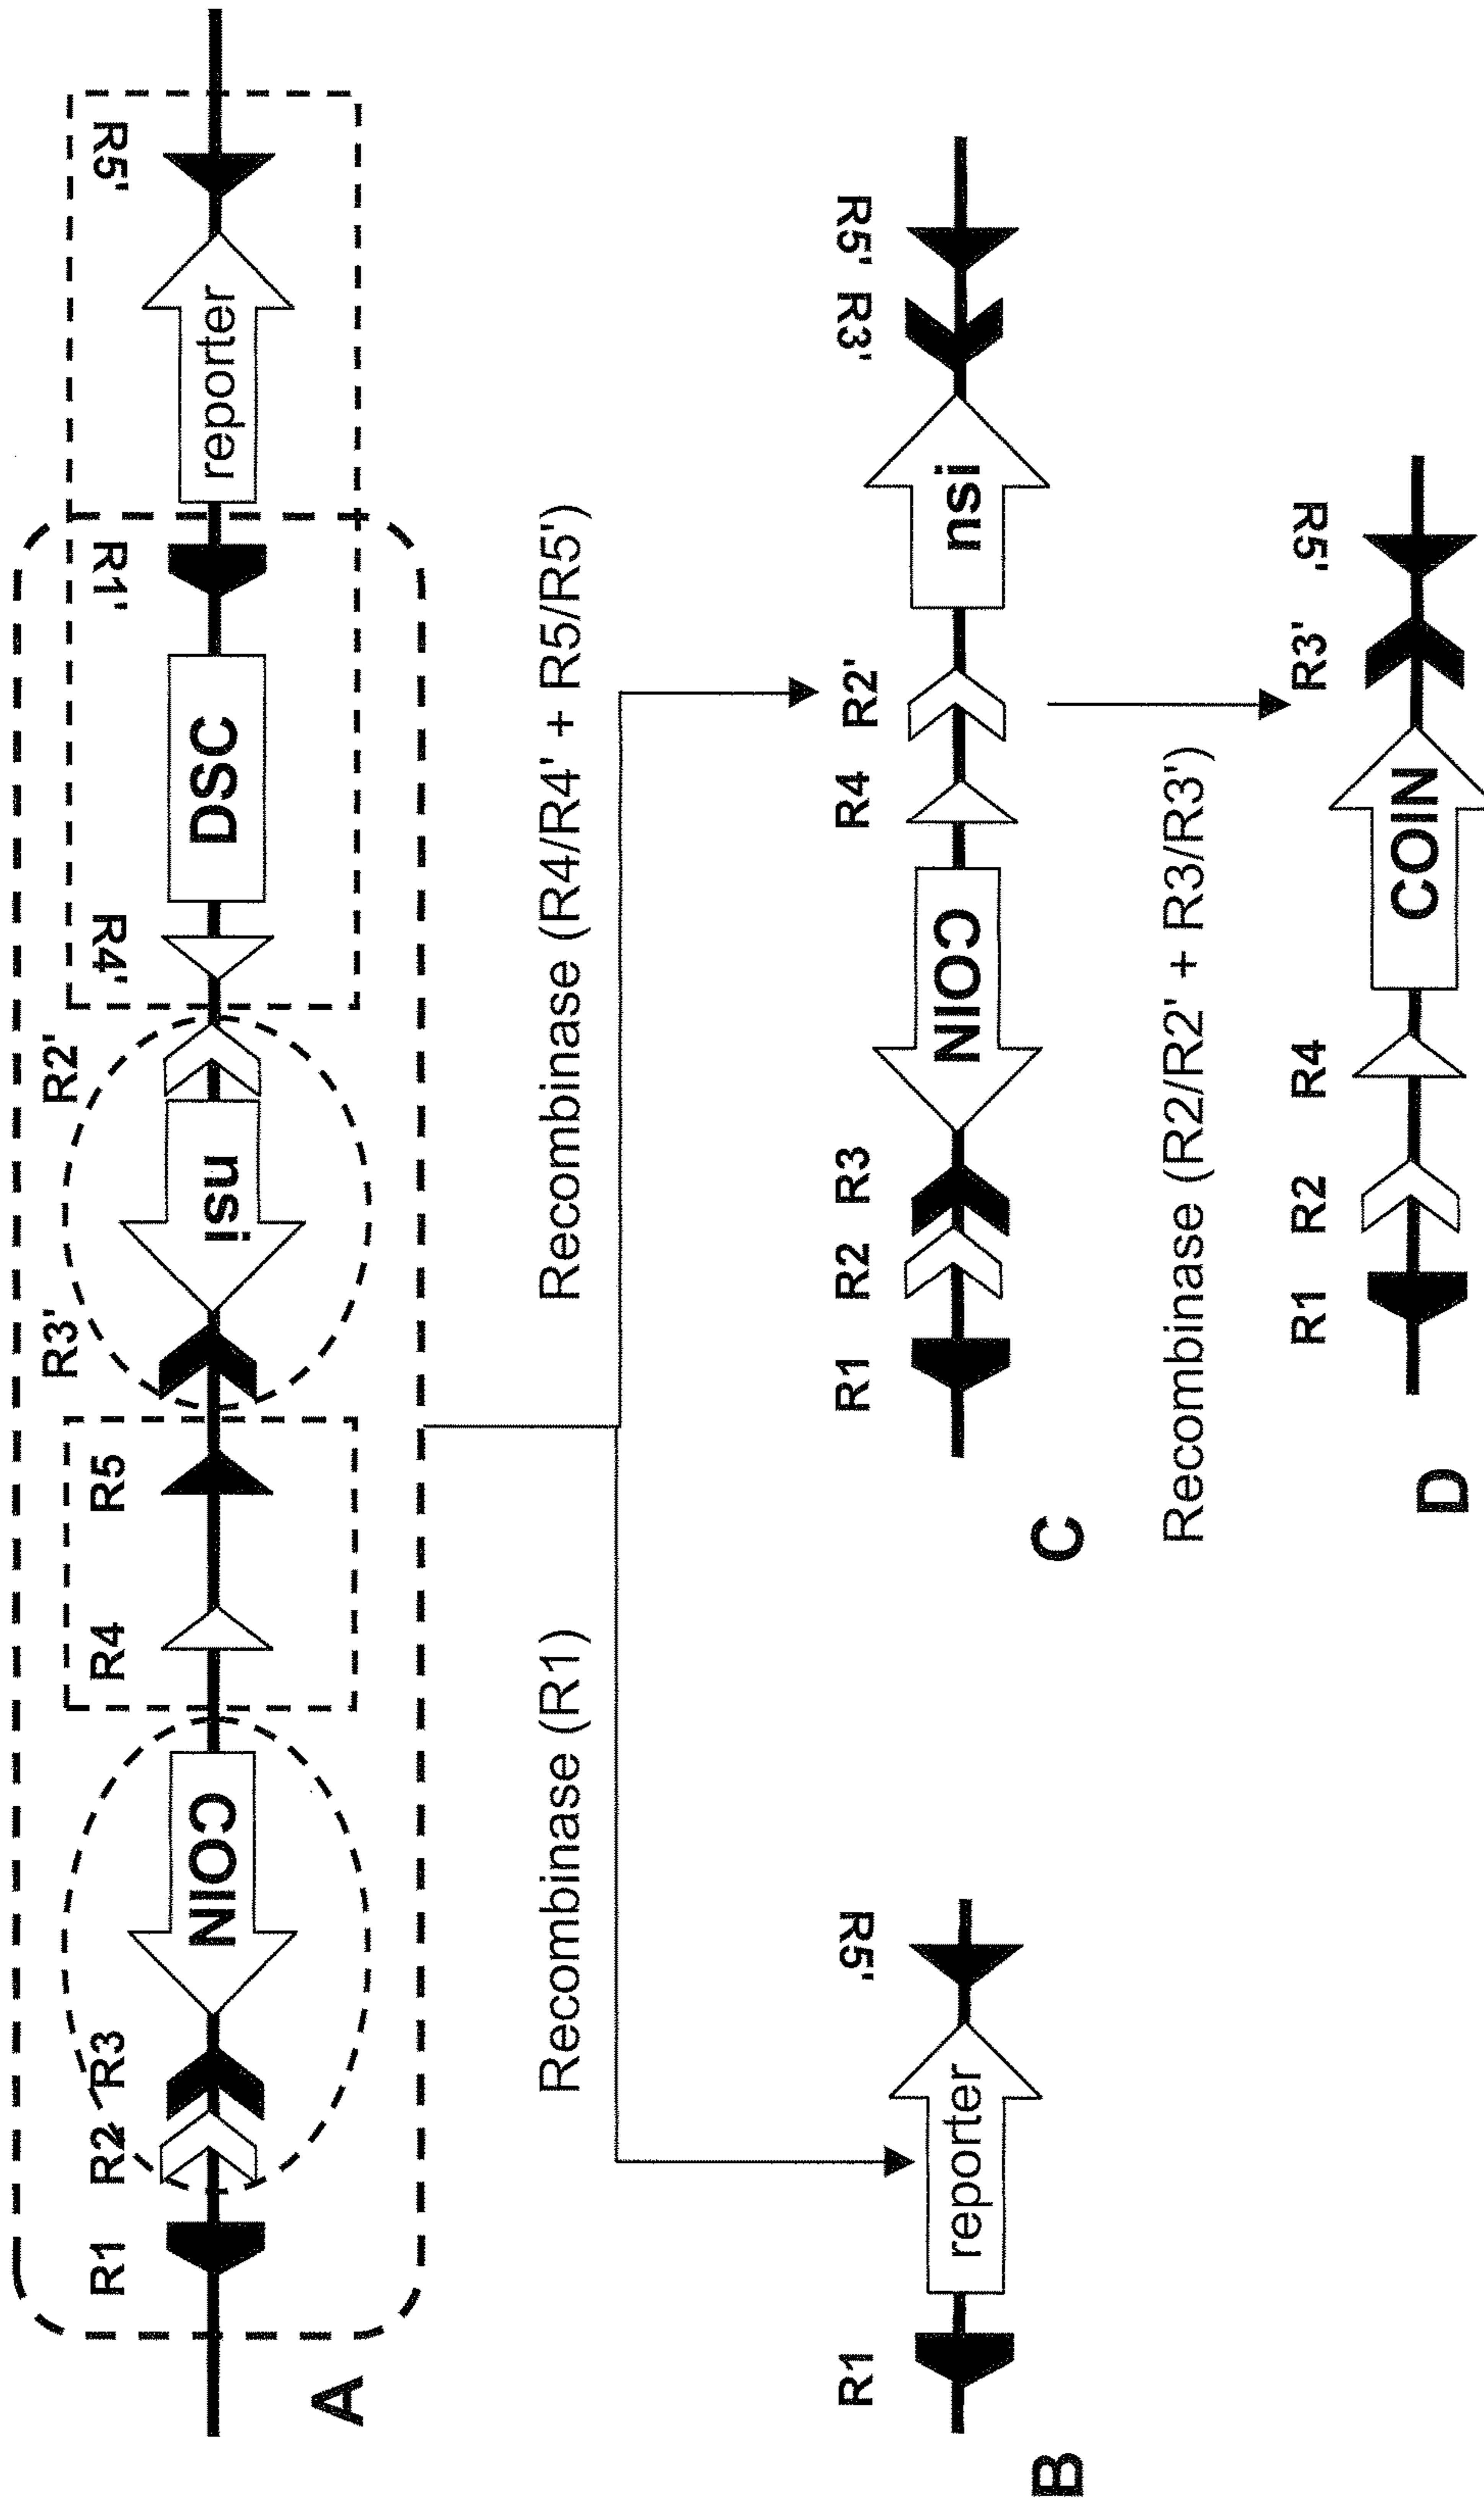 R3' R2'
R1 R2 R3 R4 R5 R4' R1' R5'
COIN nsi DSC reporter
A
Recombinase (R1) Recombinase (R4/R4' + R5/R5')
R1 R5' R1 R2 R3 R4 R2' R3' R5'
reporter COIN nsi
B C
Recombinase (R2/R2' + R3/R3')
R1 R2 R4 R3' R5'
COIN
D